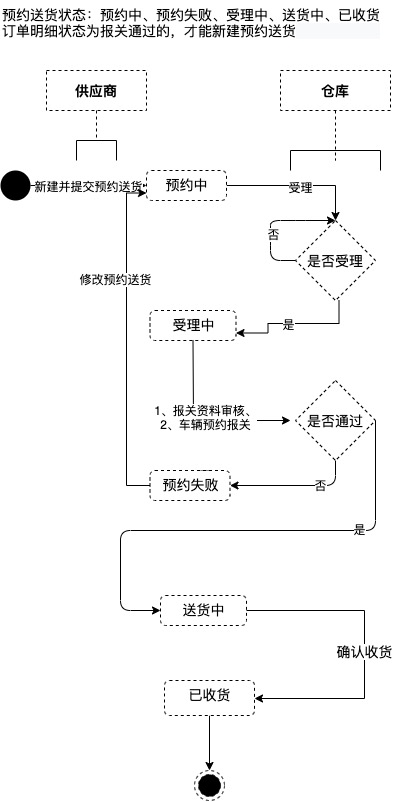 预约送货状态：预约中、预约失败、受理中、送货中、已收货
订单明细状态为报关通过的，才能新建预约送货
供应商
仓库
新建并提交预约送货
预约中
受理
否
是否受理
修改预约送货
受理中
是
1、报关资料审核、
2、车辆预约报关
是否通过
预约失败
否
是
送货中
确认收货
已收货